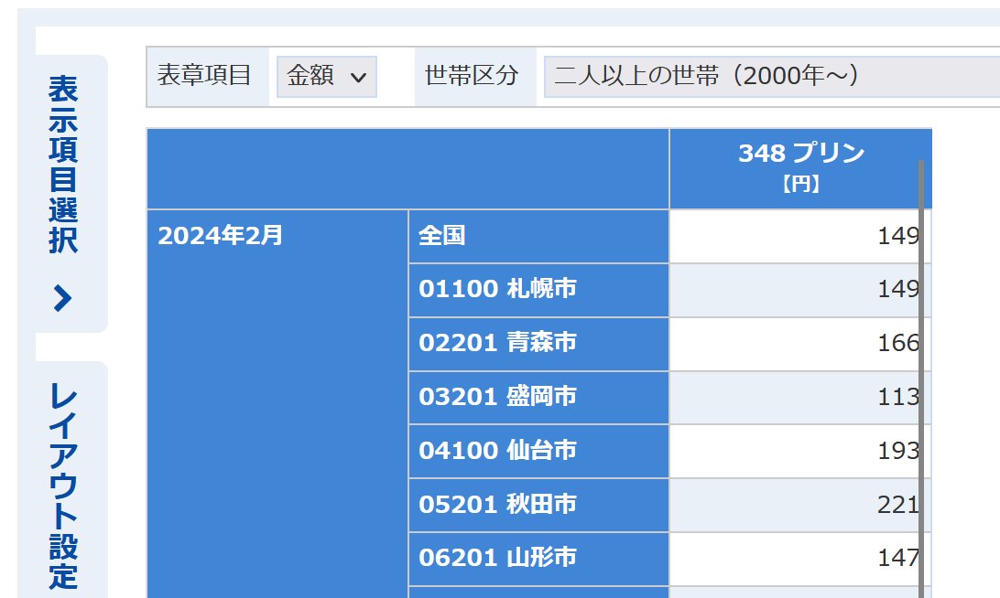 表示項目選択
レイアウト設定
表章項目 金額 世帯区分 二人以上の世帯（2000年～）
348 プリン
【円】
2024年2月 全国 149
01100 札幌市 149
02201 青森市 166
03201 盛岡市 113
04100 仙台市 193
05201 秋田市 221
06201 山形市 147